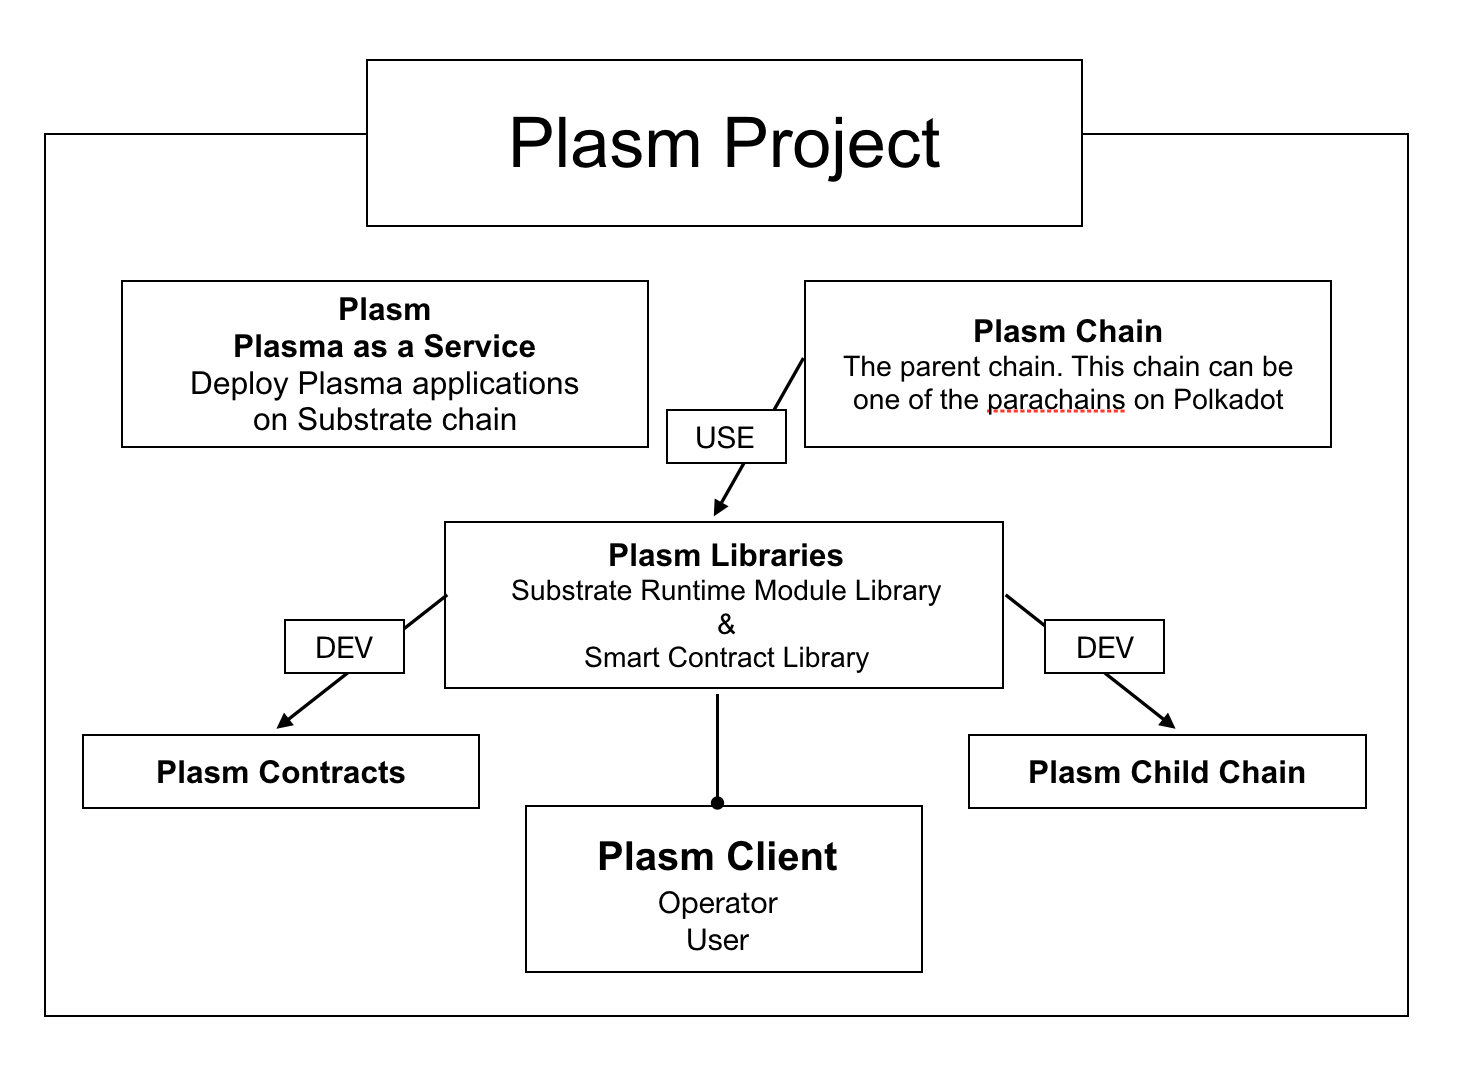 Plasm Project
Plasm
Plasma as a Service
Deploy Plasma applications
on Substrate chain
Plasm Chain
The parent chain. This chain can be
one of the parachains on Polkadot
USE
Plasm Libraries
Substrate Runtime Module Library
&
Smart Contract Library
DEV
DEV
Plasm Contracts
Plasm Child Chain
Plasm Client
Operator
User